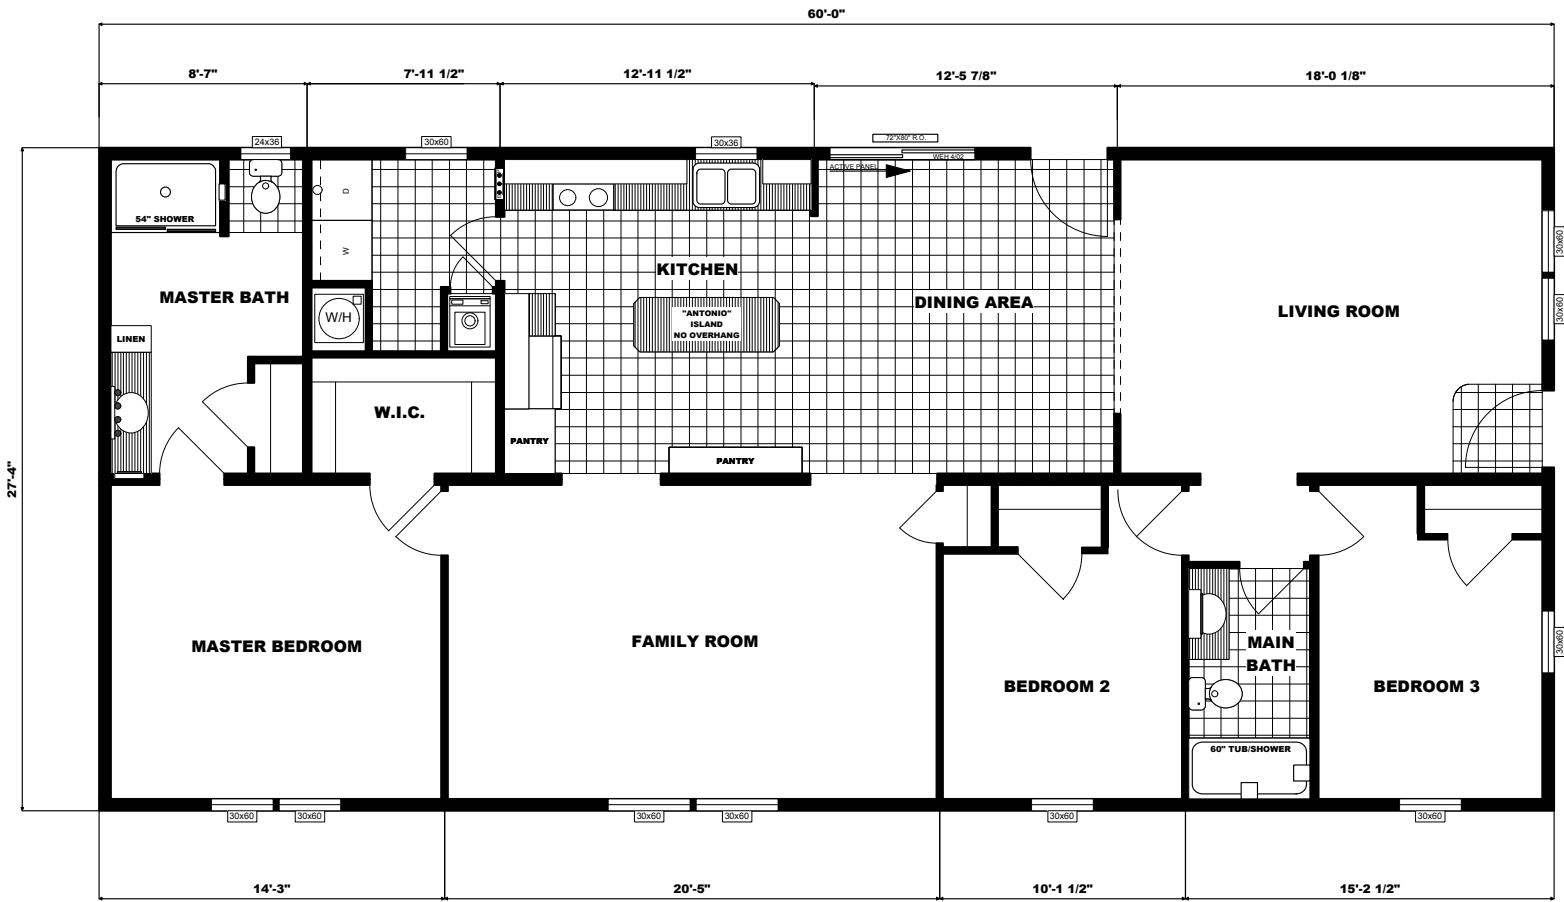 60'-0"
8'-7"
7'-11 1/2"
12'-11 1/2"
12'-5 7/8"
18'-0 1/8"
24x36
30x60
30x36
72"X80" R.O.
WEH 4/02
ACTIVE PANEL
54" SHOWER
D
W
30x60
30x60
KITCHEN
MASTER BATH
DINING AREA
LIVING ROOM
W/H
"ANTONIO"
ISLAND
NO OVERHANG
LINEN
W.I.C.
PANTRY
PANTRY
27'-4"
MASTER BEDROOM
FAMILY ROOM
MAIN
BATH
30x60
BEDROOM 2
BEDROOM 3
60" TUB/SHOWER
30x60
30x60
30x60
30x60
30x60
30x60
14'-3"
20'-5"
10'-1 1/2"
15'-2 1/2"